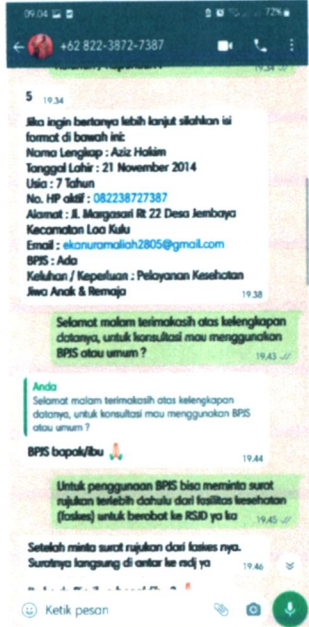 09.04
72%
+62 822-3872-7387
19.34
5 19.34
Jika ingin bertanya lebih lanjut silahkan isi
format di bawah ini:
Nama Lengkap : Aziz Hakim
Tanggal Lahir : 21 November 2014
Usia : 7 Tahun
No. HP aktif : 082238727387
Alamat : Jl. Margasari Rt 22 Desa Jembaya
Kecamatan Loa Kulu
Email : ekanuramaliah2805@gmail.com
BPJS : Ada
Keluhan / Keperluan : Pelayanan Kesehatan
Jiwa Anak & Remaja 19.38
Selamat malam terimakasih atas kelengkapan
datanya, untuk konsultasi mau menggunakan
BPJS atau umum ? 19.43
Anda
Selamat malam terimakasih atas kelengkapan
datanya, untuk konsultasi mau menggunakan BPJS
atau umum ?
BPJS bapak/ibu 🙏 19.44
Untuk penggunaan BPJS bisa meminta surat
rujukan terlebih dahulu dari fasilitas kesehatan
(faskes) untuk berobat ke RSJD ya ka 19.45
Setelah minta surat rujukan dari faskes nya.
Suratnya langsung di antar ke rsdj ya 19.46
Ketik pesan